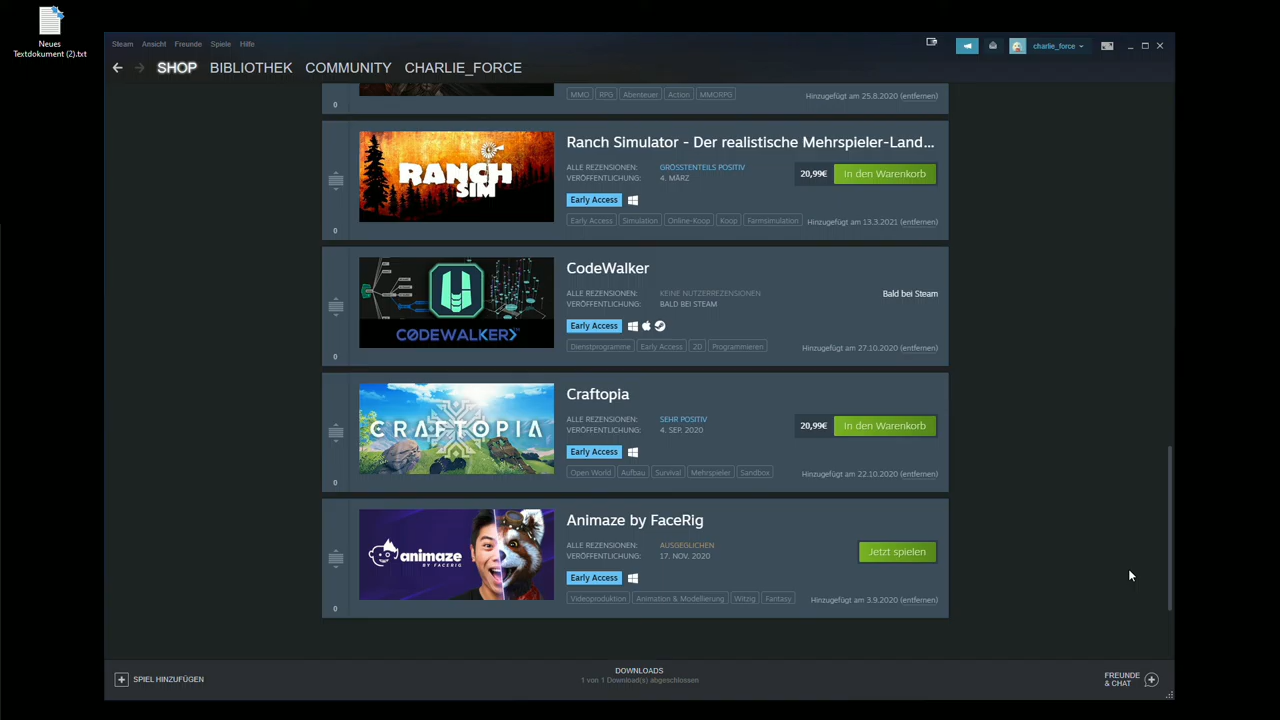 Neues
Textdokument (2).txt
Steam Ansicht Freunde Spiele Hilfe
charlie_force
SHOP BIBLIOTHEK COMMUNITY CHARLIE_FORCE
MMO RPG Abenteuer Action MMORPG
Hinzugefügt am 25.8.2020 (entfernen)
0
RANCH
SIM
Ranch Simulator - Der realistische Mehrspieler-Land...
ALLE REZENSIONEN: GRÖSSTENTEILS POSITIV
VERÖFFENTLICHUNG: 4. MÄRZ
20,99€ In den Warenkorb
Early Access
Early Access Simulation Online-Koop Koop Farmsimulation
Hinzugefügt am 13.3.2021 (entfernen)
0
CØDEWALKER>
CodeWalker
ALLE REZENSIONEN: KEINE NUTZERREZENSIONEN
VERÖFFENTLICHUNG: BALD BEI STEAM
Bald bei Steam
Early Access
Dienstprogramme Early Access 2D Programmieren
Hinzugefügt am 27.10.2020 (entfernen)
0
CRAFTOPIA
Craftopia
ALLE REZENSIONEN: SEHR POSITIV
VERÖFFENTLICHUNG: 4. SEP. 2020
20,99€ In den Warenkorb
Early Access
Open World Aufbau Survival Mehrspieler Sandbox
Hinzugefügt am 22.10.2020 (entfernen)
0
animaze
BY FACERIG
Animaze by FaceRig
ALLE REZENSIONEN: AUSGEGLICHEN
VERÖFFENTLICHUNG: 17. NOV. 2020
Jetzt spielen
Early Access
Videoproduktion Animation & Modellierung Witzig Fantasy
Hinzugefügt am 3.9.2020 (entfernen)
0
SPIEL HINZUFÜGEN
DOWNLOADS
1 von 1 Download(s) abgeschlossen
FREUNDE
& CHAT